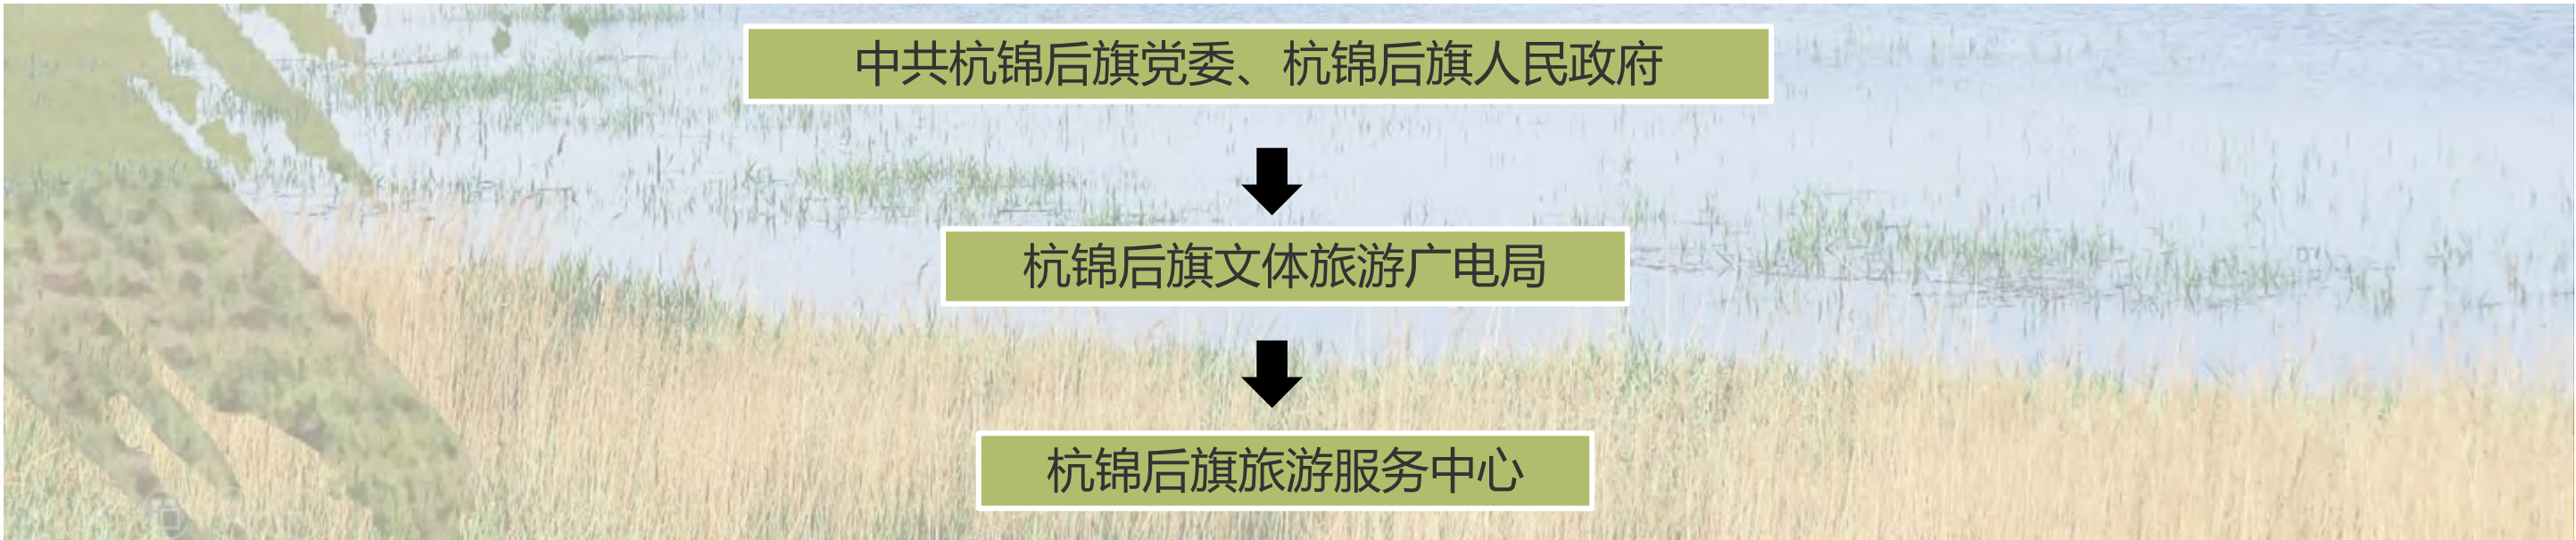 中共杭锦后旗党委、杭锦后旗人民政府
杭锦后旗文体旅游广电局
杭锦后旗旅游服务中心